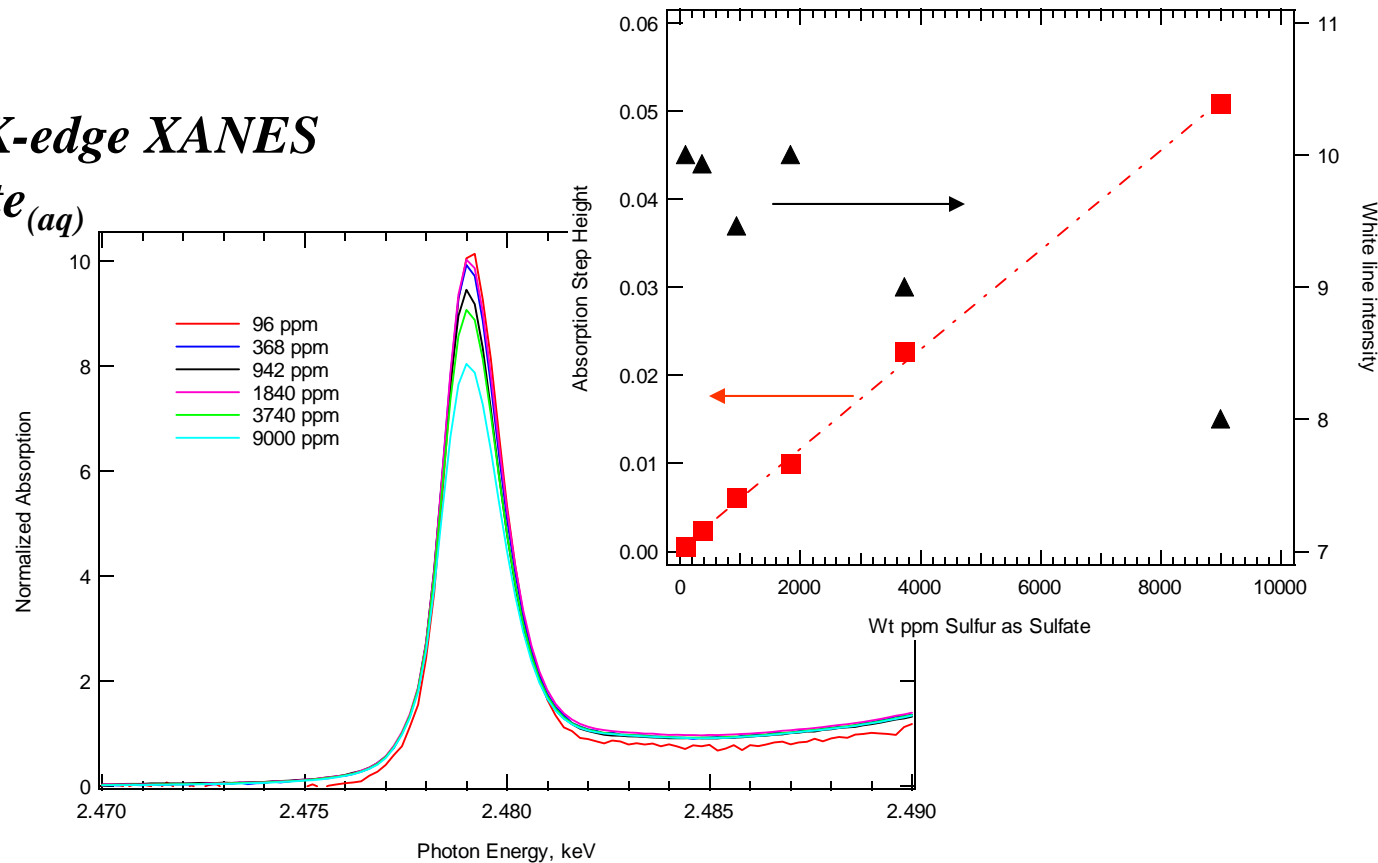 K-edge XANES
te(aq)
10
8
6
4
2
0
Normalized Absorption
96 ppm
368 ppm
942 ppm
1840 ppm
3740 ppm
9000 ppm
2.470 2.475 2.480 2.485 2.490
Photon Energy, keV
0.06
0.05
0.04
0.03
0.02
0.01
0.00
Absorption Step Height
11
10
9
8
7
White line intensity
0 2000 4000 6000 8000 10000
Wt ppm Sulfur as Sulfate